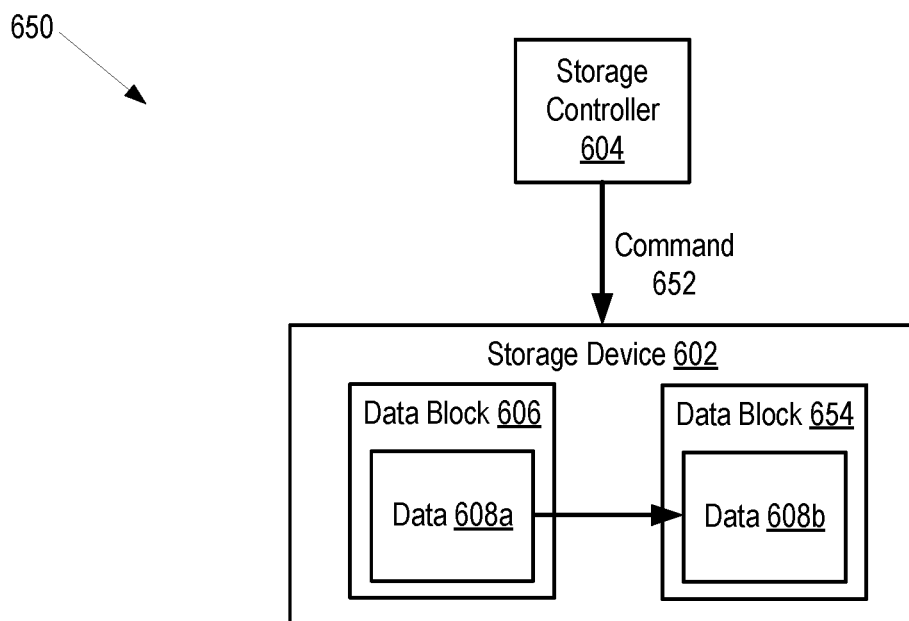 650
Storage
Controller
604
Command
652
Storage Device 602
Data Block 606
Data Block 654
Data 608a
Data 608b